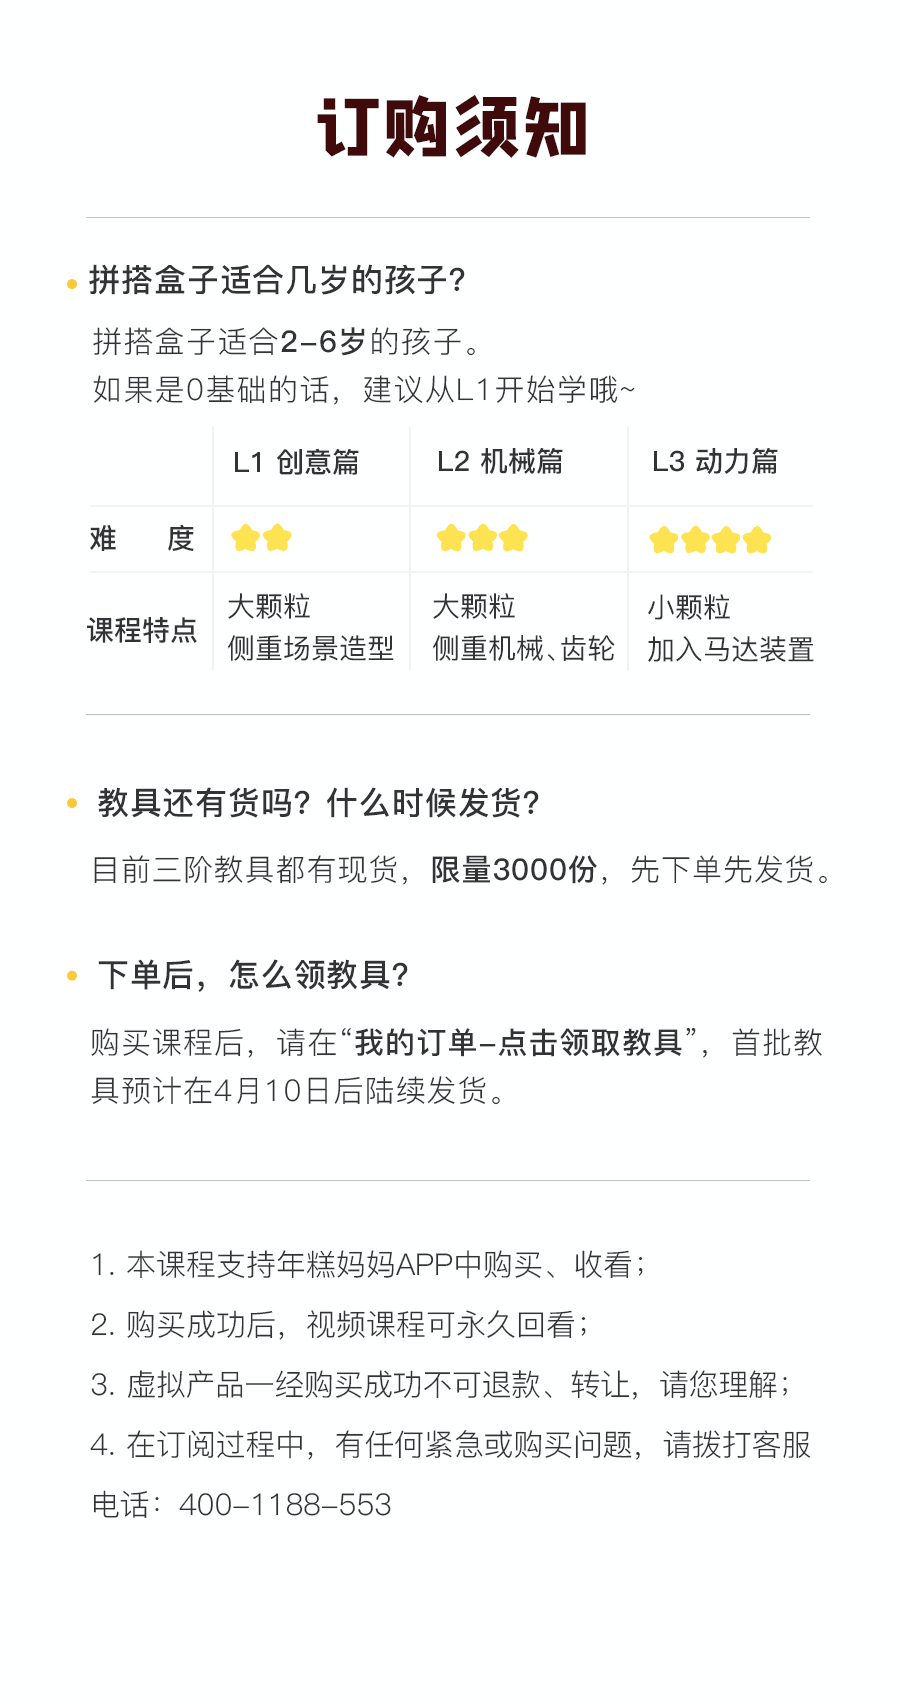 订购须知
拼搭盒子适合几岁的孩子？
拼搭盒子适合2-6岁的孩子。
如果是0基础的话，建议从L1开始学哦~
L1 创意篇 L2 机械篇 L3 动力篇
难 度
课程特点
大颗粒
侧重场景造型
大颗粒
侧重机械、齿轮
小颗粒
加入马达装置
教具还有货吗？什么时候发货？
目前三阶教具都有现货，限量3000份，先下单先发货。
下单后，怎么领教具？
购买课程后，请在“我的订单-点击领取教具”，首批教
具预计在4月10日后陆续发货。
1. 本课程支持年糕妈妈APP中购买、收看；
2. 购买成功后，视频课程可永久回看；
3. 虚拟产品一经购买成功不可退款、转让，请您理解；
4. 在订阅过程中，有任何紧急或购买问题，请拨打客服
电话：400-1188-553